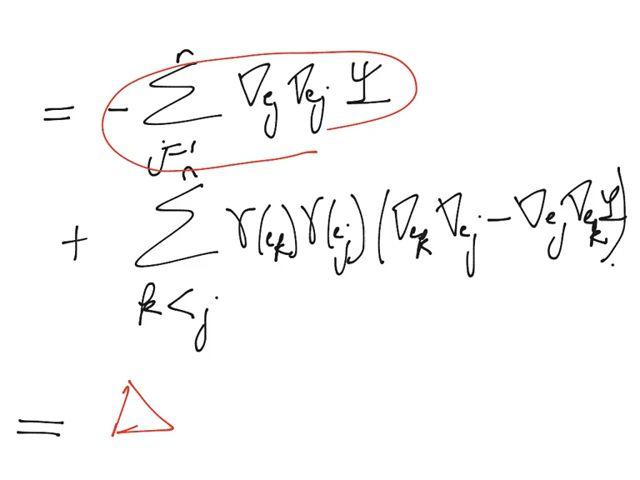 = - ∑_{j=1}^{n} ∇_{e_j} ∇_{e_j} Ψ
+ ∑_{k<j}^{n} γ(e_k) γ(e_j) (∇_{e_k} ∇_{e_j} - ∇_{e_j} ∇_{e_k} Ψ)
= Δ